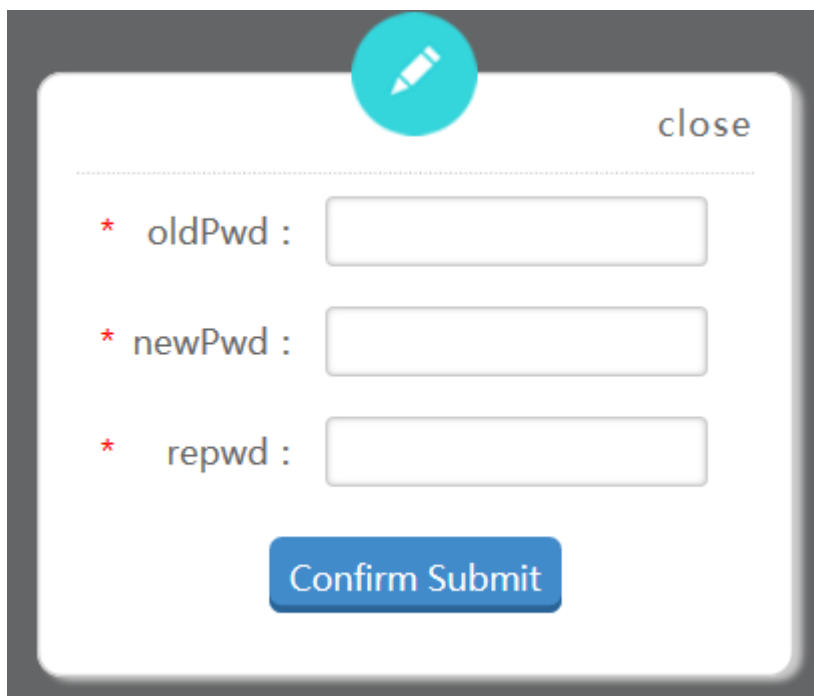 close
* oldPwd :
* newPwd :
* repwd :
Confirm Submit